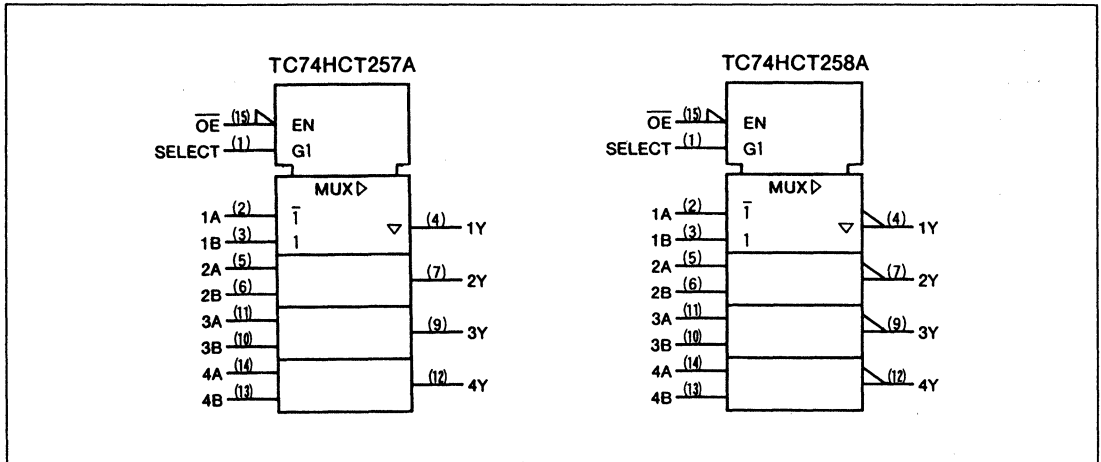 TC74HCT257A
O̅E̅ (15) EN
SELECT (1) G1
MUX ▷
1A (2) 1̅
1B (3) 1
▽ (4) 1Y
2A (5)
2B (6)
(7) 2Y
3A (11)
3B (10)
(9) 3Y
4A (14)
4B (13)
(12) 4Y
TC74HCT258A
O̅E̅ (15) EN
SELECT (1) G1
MUX ▷
1A (2) 1̅
1B (3) 1
▽ (4) 1Y
2A (5)
2B (6)
(7) 2Y
3A (11)
3B (10)
(9) 3Y
4A (14)
4B (13)
(12) 4Y